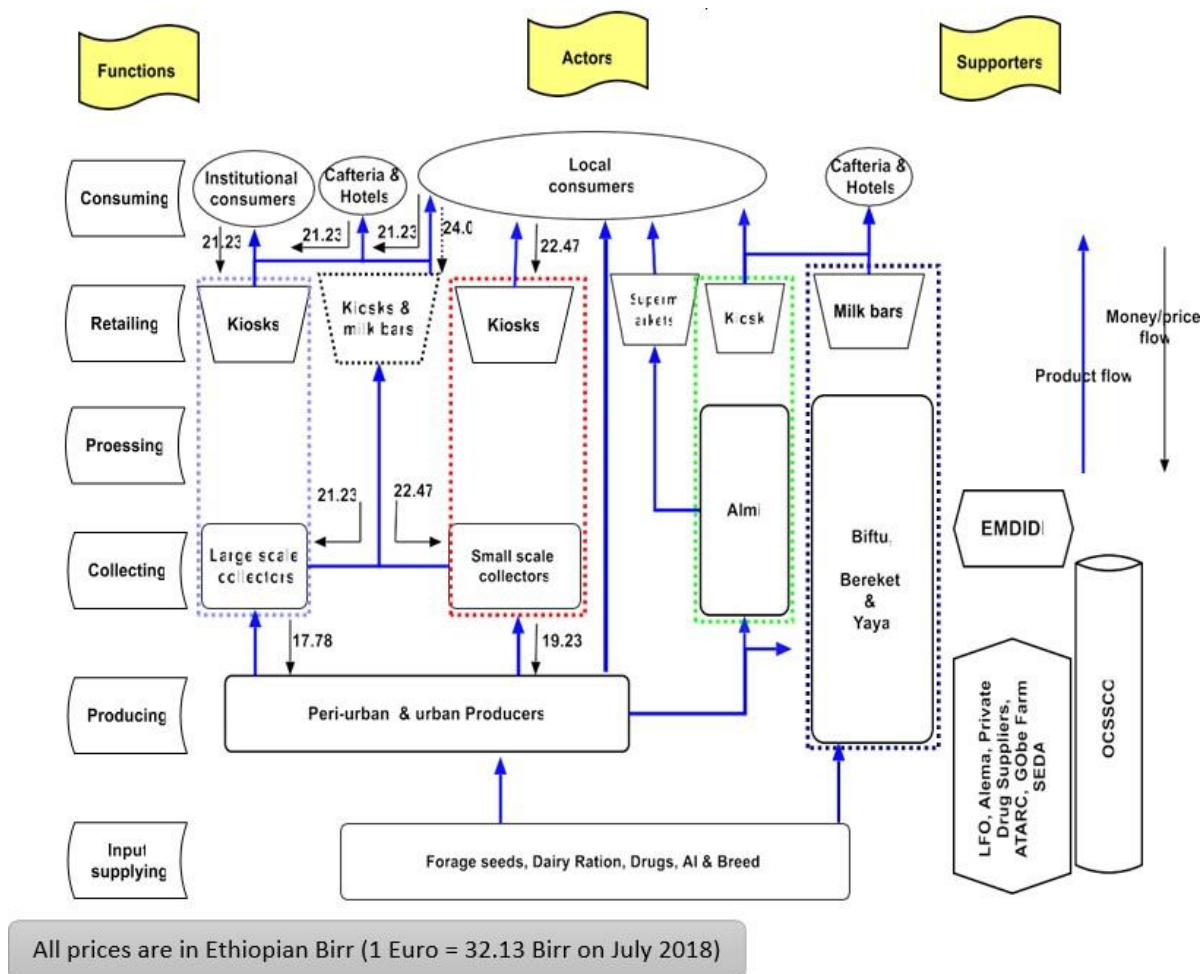 Functions
Actors
Supporters
Consuming
Institutional
consumers
Cafteria &
Hotels
Local
consumers
Cafteria &
Hotels
21.23
21.23
21.23
24.0
22.47
Retailing
Kiosks
Kiosks &
milk bars
Kiosks
Superm
arkets
Kiosk
Milk bars
Money/price
flow
Product flow
Proessing
21.23
22.47
Almi
Biftu,
Bereket
&
Yaya
EMDIDI
Collecting
Large scale
collectors
Small scale
collectors
17.78
19.23
Producing
Peri-urban & urban Producers
LFO, Alema, Private
Drug Suppliers,
ATARC, GObe Farm
SEDA
OCSSCC
Input
supplying
Forage seeds, Dairy Ration, Drugs, AI & Breed
All prices are in Ethiopian Birr (1 Euro = 32.13 Birr on July 2018)